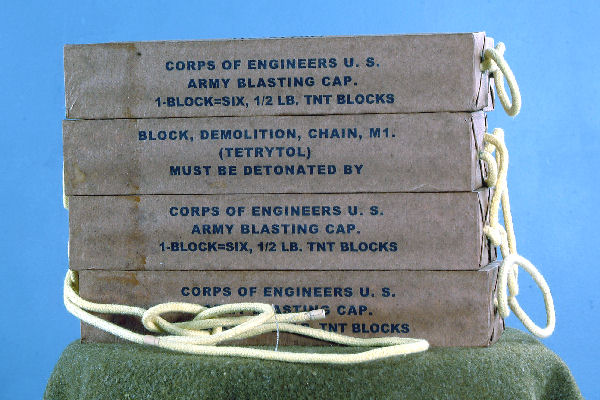 CORPS OF ENGINEERS U. S.
ARMY BLASTING CAP.
1-BLOCK=SIX, 1/2 LB. TNT BLOCKS
BLOCK, DEMOLITION, CHAIN, M1.
(TETRYTOL)
MUST BE DETONATED BY
CORPS OF ENGINEERS U. S.
ARMY BLASTING CAP.
1-BLOCK=SIX, 1/2 LB. TNT BLOCKS
CORPS OF ENGINEERS U. S.
BLASTING CAP.
LB. TNT BLOCKS